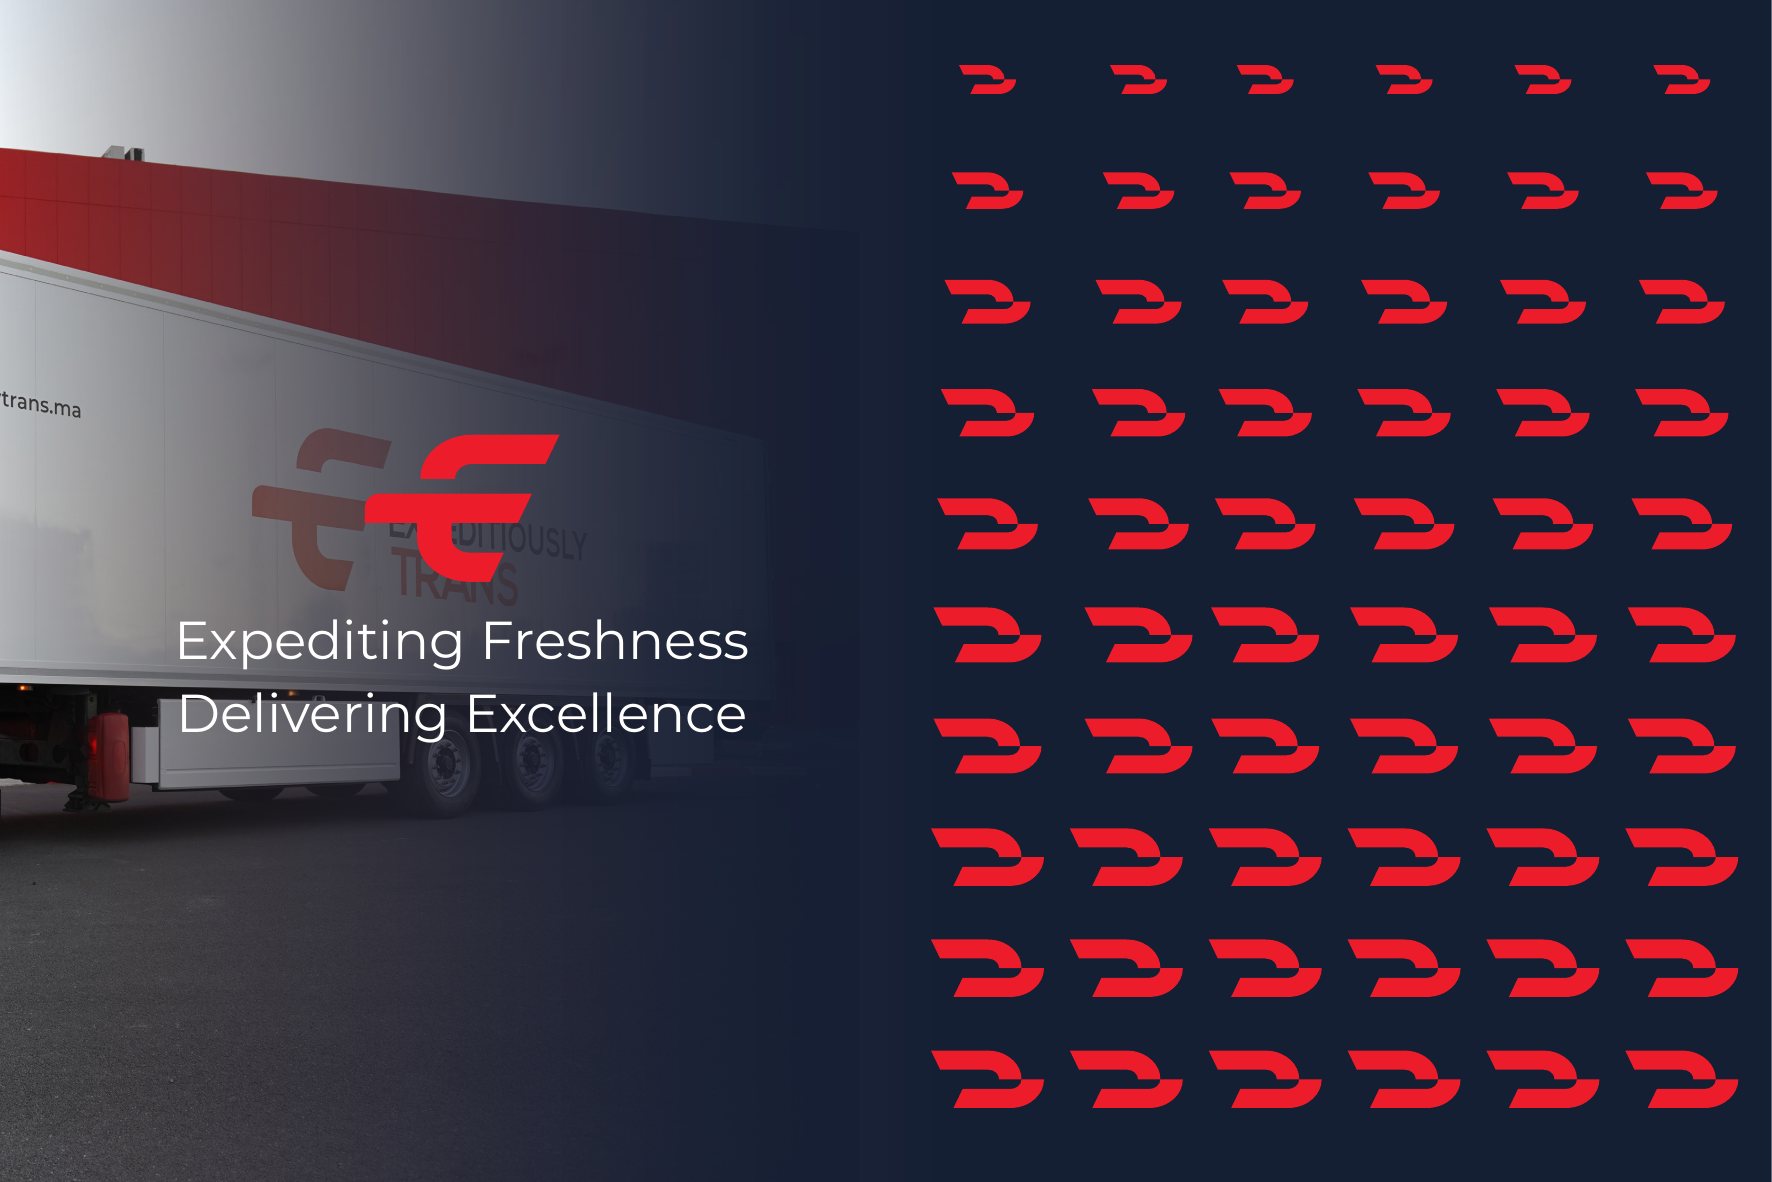 trans.ma
EXPEDITIOUSLY
TRANS
Expediting Freshness
Delivering Excellence